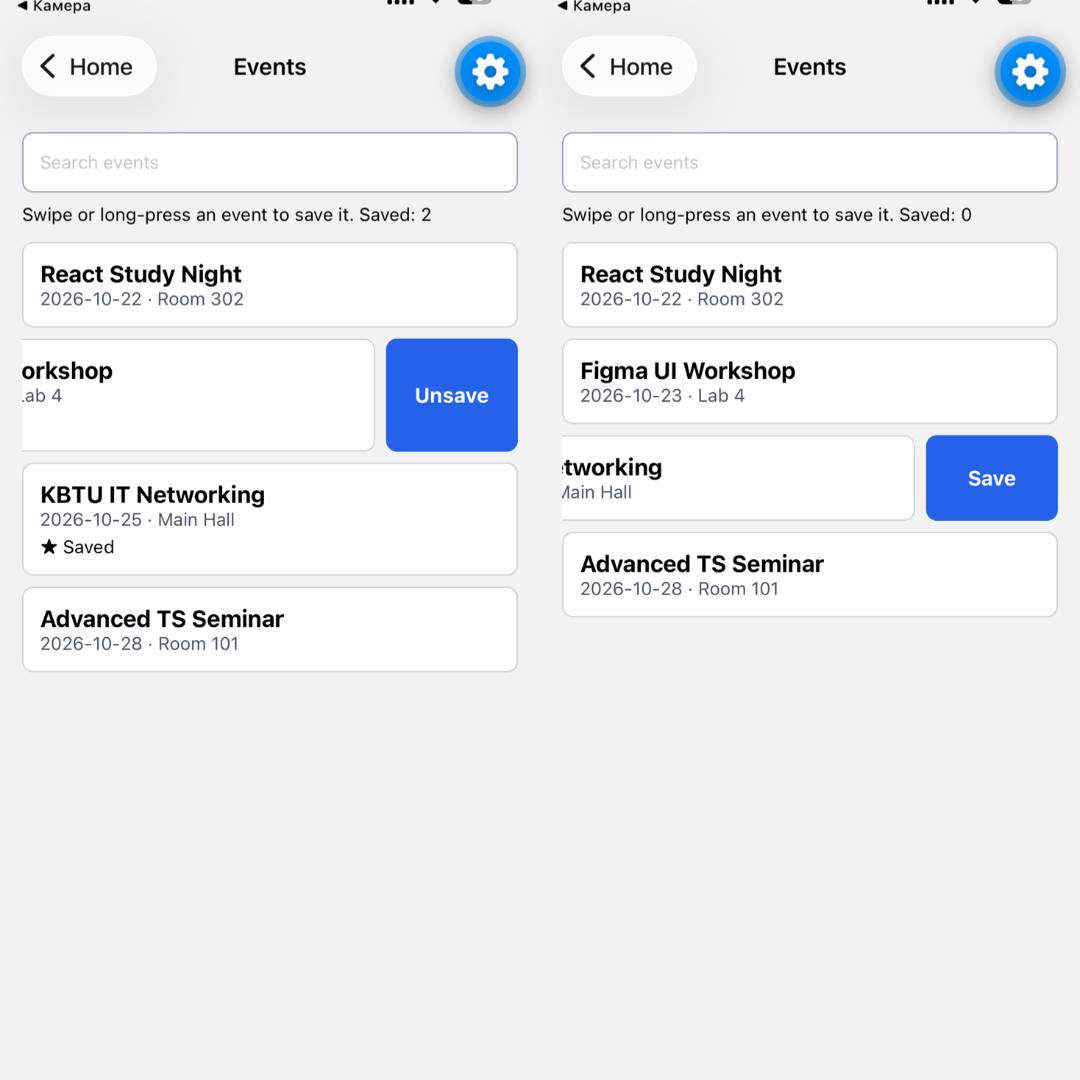 ◀ Камера
Home
Events
Search events
Swipe or long-press an event to save it. Saved: 2
React Study Night
2026-10-22 · Room 302
orkshop
Lab 4
Unsave
KBTU IT Networking
2026-10-25 · Main Hall
★ Saved
Advanced TS Seminar
2026-10-28 · Room 101
◀ Камера
Home
Events
Search events
Swipe or long-press an event to save it. Saved: 0
React Study Night
2026-10-22 · Room 302
Figma UI Workshop
2026-10-23 · Lab 4
etworking
Main Hall
Save
Advanced TS Seminar
2026-10-28 · Room 101